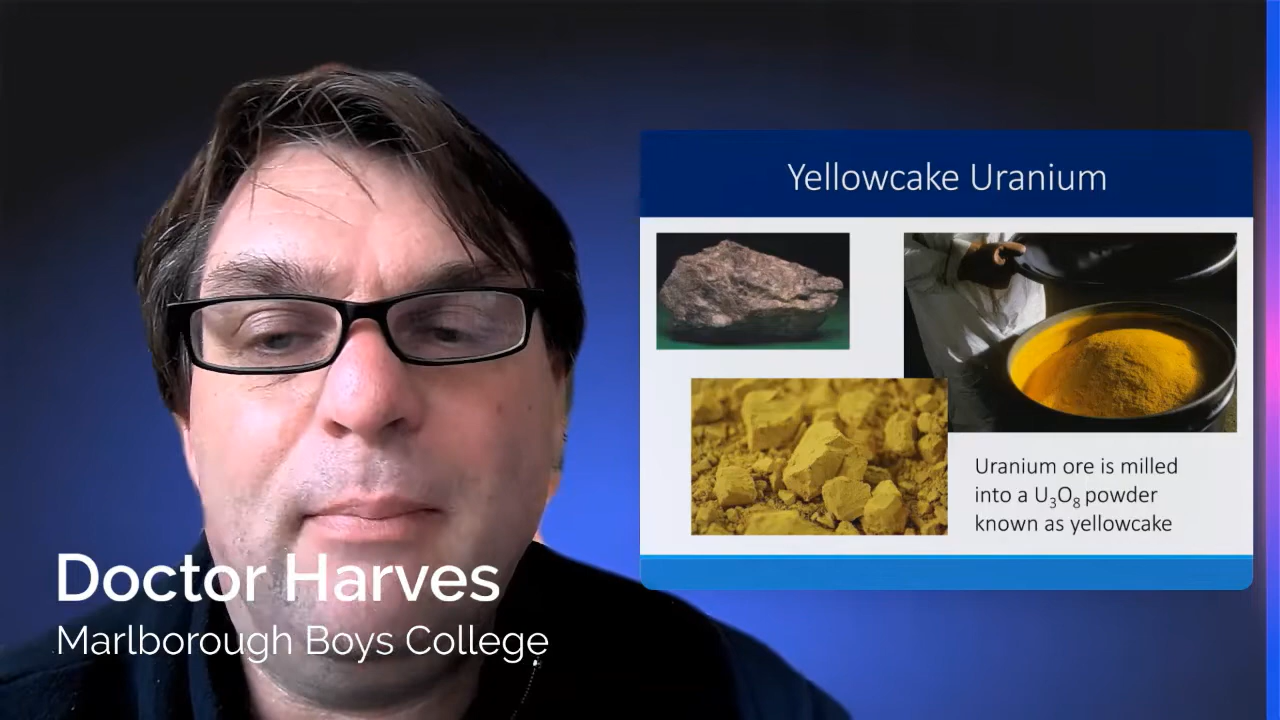 Yellowcake Uranium
Uranium ore is milled
into a U₃O₈ powder
known as yellowcake
Doctor Harves
Marlborough Boys College